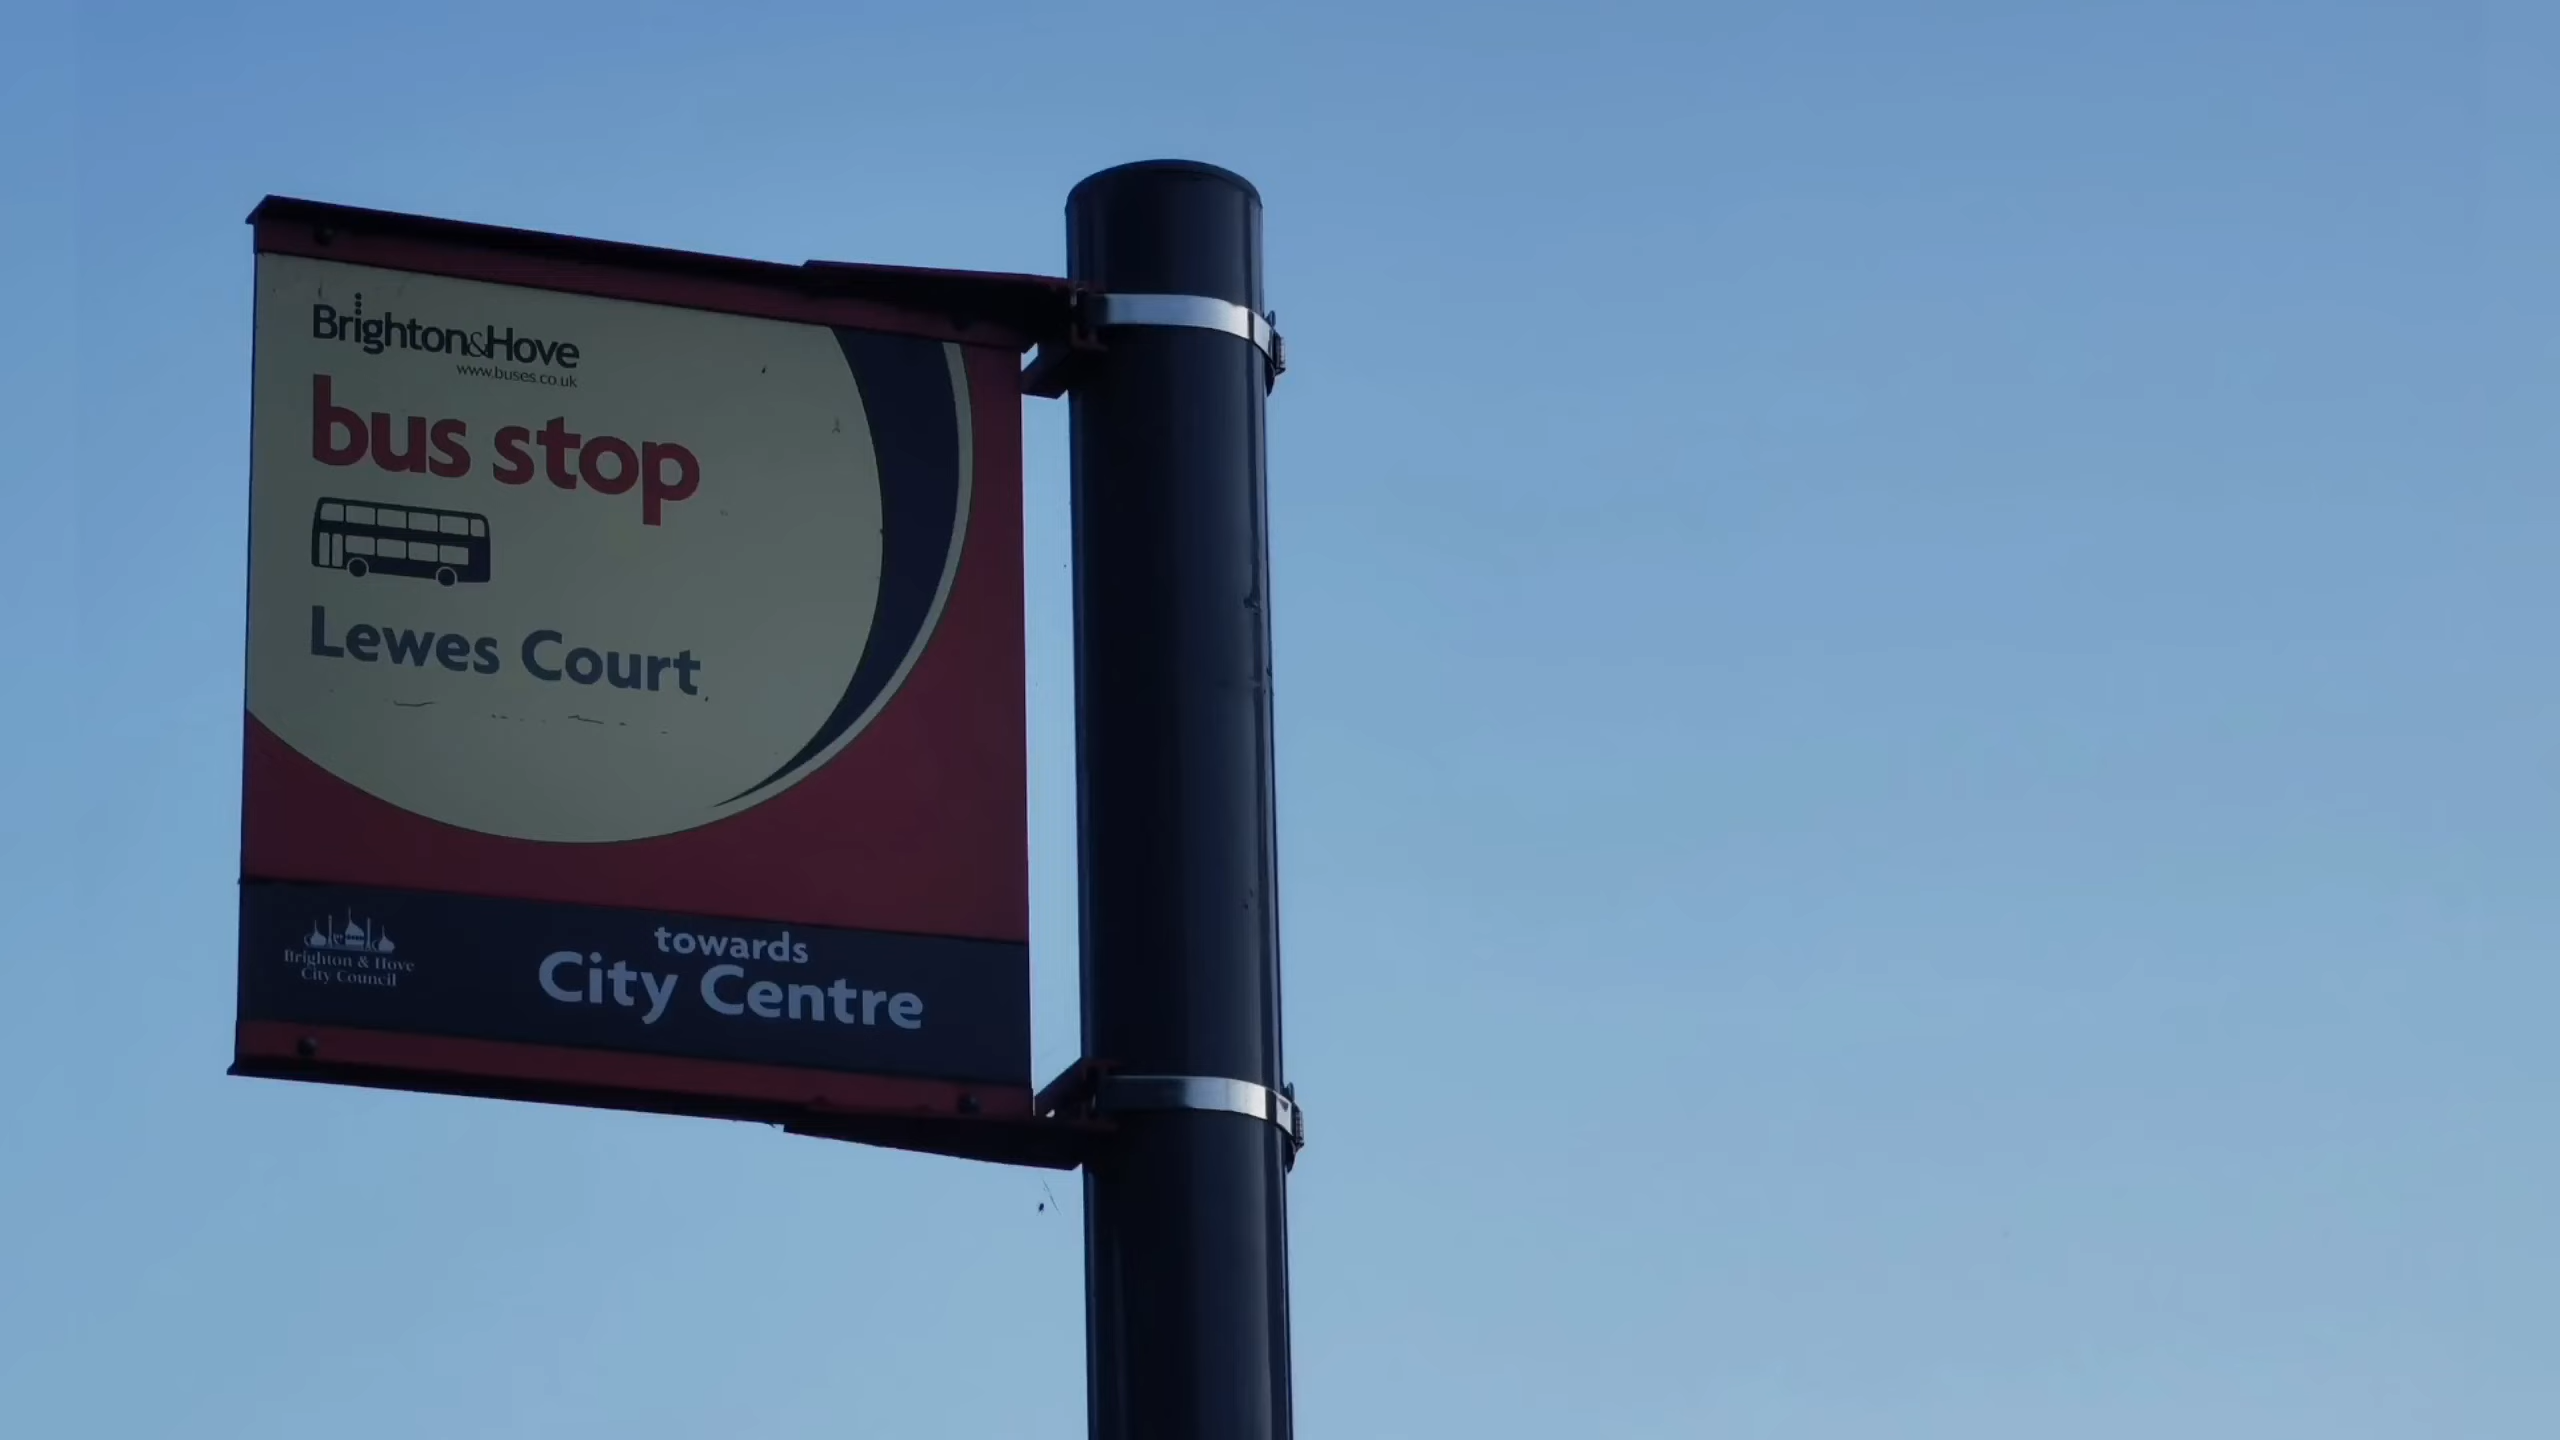 Brighton&Hove
www.buses.co.uk
bus stop
Lewes Court
Brighton & Hove
City Council
towards
City Centre